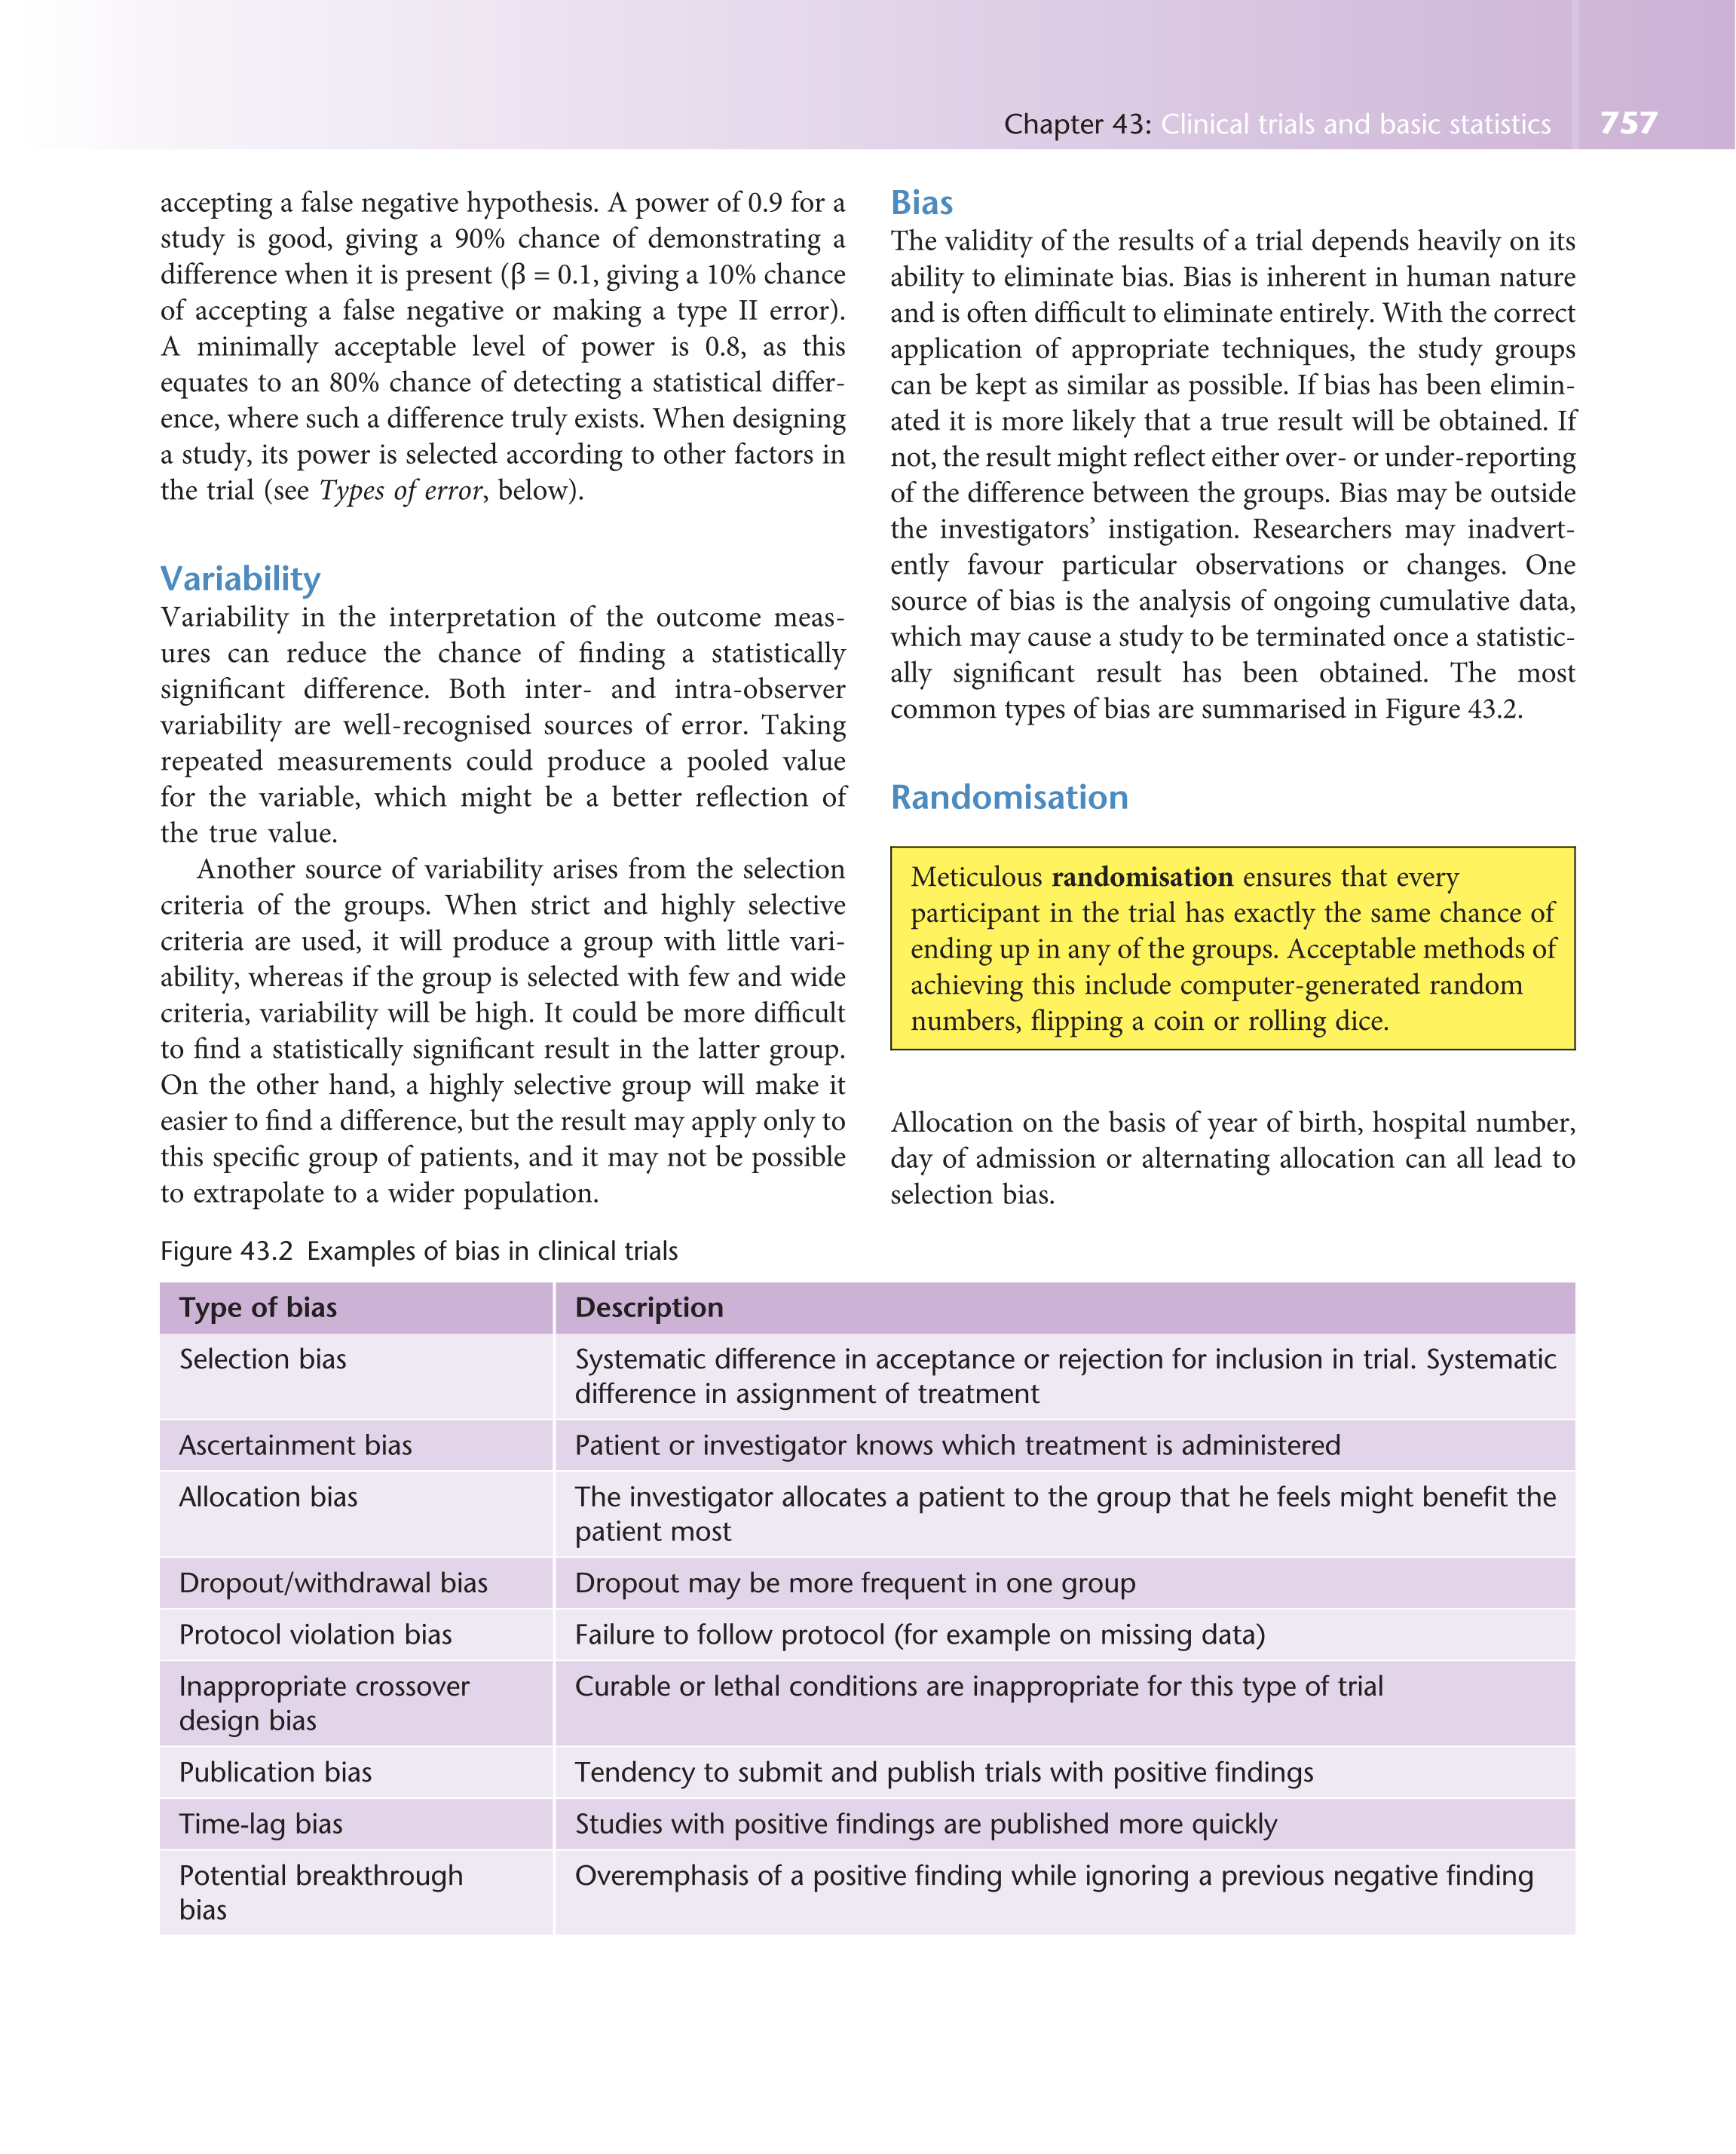 Chapter 43: Clinical trials and basic statistics 757
accepting a false negative hypothesis. A power of 0.9 for a
study is good, giving a 90% chance of demonstrating a
difference when it is present (β = 0.1, giving a 10% chance
of accepting a false negative or making a type II error).
A minimally acceptable level of power is 0.8, as this
equates to an 80% chance of detecting a statistical differ-
ence, where such a difference truly exists. When designing
a study, its power is selected according to other factors in
the trial (see Types of error, below).
Variability
Variability in the interpretation of the outcome meas-
ures can reduce the chance of finding a statistically
significant difference. Both inter- and intra-observer
variability are well-recognised sources of error. Taking
repeated measurements could produce a pooled value
for the variable, which might be a better reflection of
the true value.
Another source of variability arises from the selection
criteria of the groups. When strict and highly selective
criteria are used, it will produce a group with little vari-
ability, whereas if the group is selected with few and wide
criteria, variability will be high. It could be more difficult
to find a statistically significant result in the latter group.
On the other hand, a highly selective group will make it
easier to find a difference, but the result may apply only to
this specific group of patients, and it may not be possible
to extrapolate to a wider population.
Bias
The validity of the results of a trial depends heavily on its
ability to eliminate bias. Bias is inherent in human nature
and is often difficult to eliminate entirely. With the correct
application of appropriate techniques, the study groups
can be kept as similar as possible. If bias has been elimin-
ated it is more likely that a true result will be obtained. If
not, the result might reflect either over- or under-reporting
of the difference between the groups. Bias may be outside
the investigators’ instigation. Researchers may inadvert-
ently favour particular observations or changes. One
source of bias is the analysis of ongoing cumulative data,
which may cause a study to be terminated once a statistic-
ally significant result has been obtained. The most
common types of bias are summarised in Figure 43.2.
Randomisation
Meticulous randomisation ensures that every
participant in the trial has exactly the same chance of
ending up in any of the groups. Acceptable methods of
achieving this include computer-generated random
numbers, flipping a coin or rolling dice.
Allocation on the basis of year of birth, hospital number,
day of admission or alternating allocation can all lead to
selection bias.
Figure 43.2 Examples of bias in clinical trials
Type of bias Description
Selection bias Systematic difference in acceptance or rejection for inclusion in trial. Systematic
difference in assignment of treatment
Ascertainment bias Patient or investigator knows which treatment is administered
Allocation bias The investigator allocates a patient to the group that he feels might benefit the
patient most
Dropout/withdrawal bias Dropout may be more frequent in one group
Protocol violation bias Failure to follow protocol (for example on missing data)
Inappropriate crossover Curable or lethal conditions are inappropriate for this type of trial
design bias
Publication bias Tendency to submit and publish trials with positive findings
Time-lag bias Studies with positive findings are published more quickly
Potential breakthrough Overemphasis of a positive finding while ignoring a previous negative finding
bias